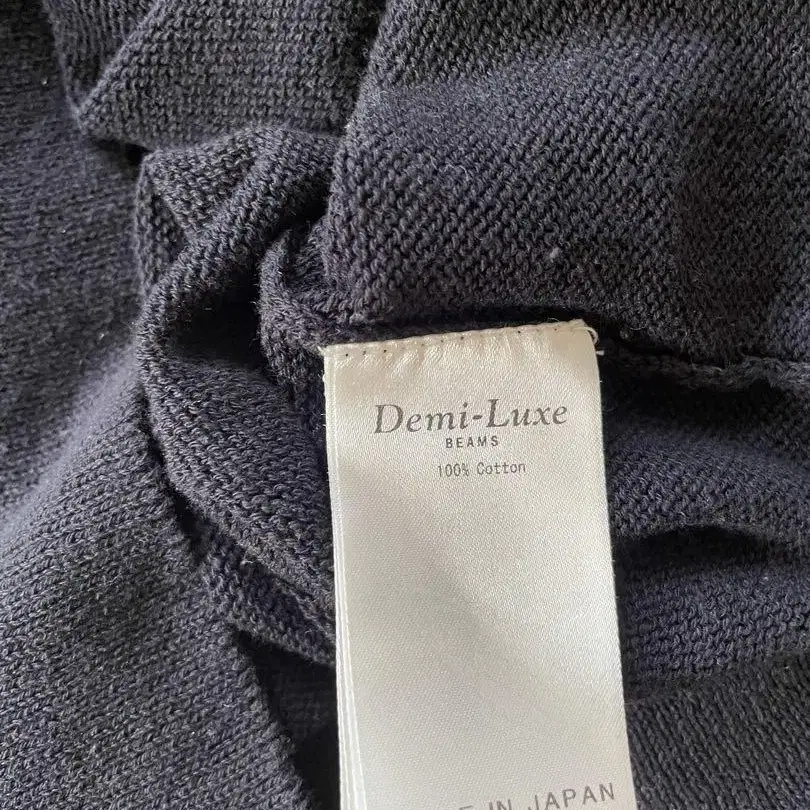 Demi-Luxe
BEAMS
100% Cotton
IN JAPAN